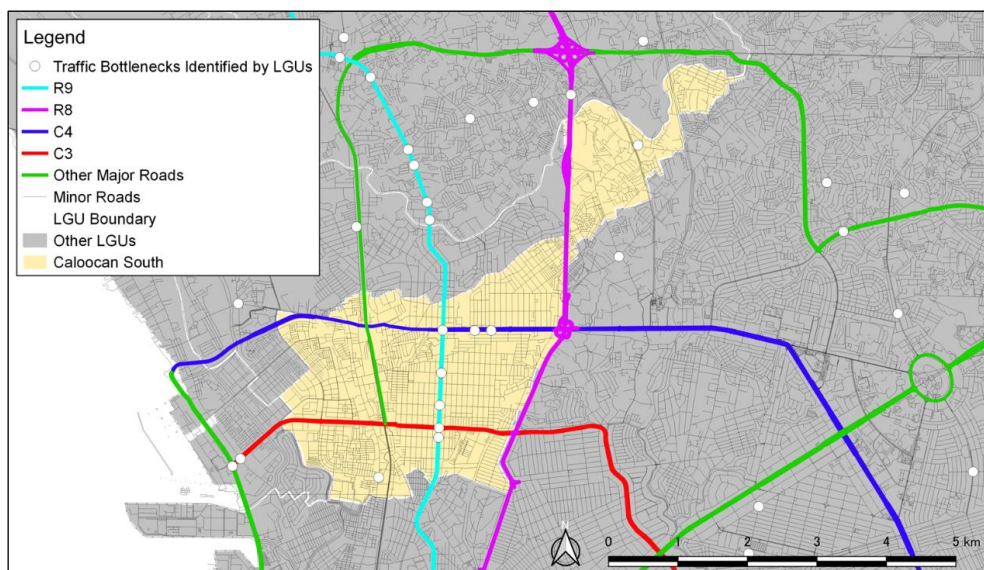 Legend
Traffic Bottlenecks Identified by LGUs
R9
R8
C4
C3
Other Major Roads
Minor Roads
LGU Boundary
Other LGUs
Caloocan South
N
0 1 2 3 4 5 km